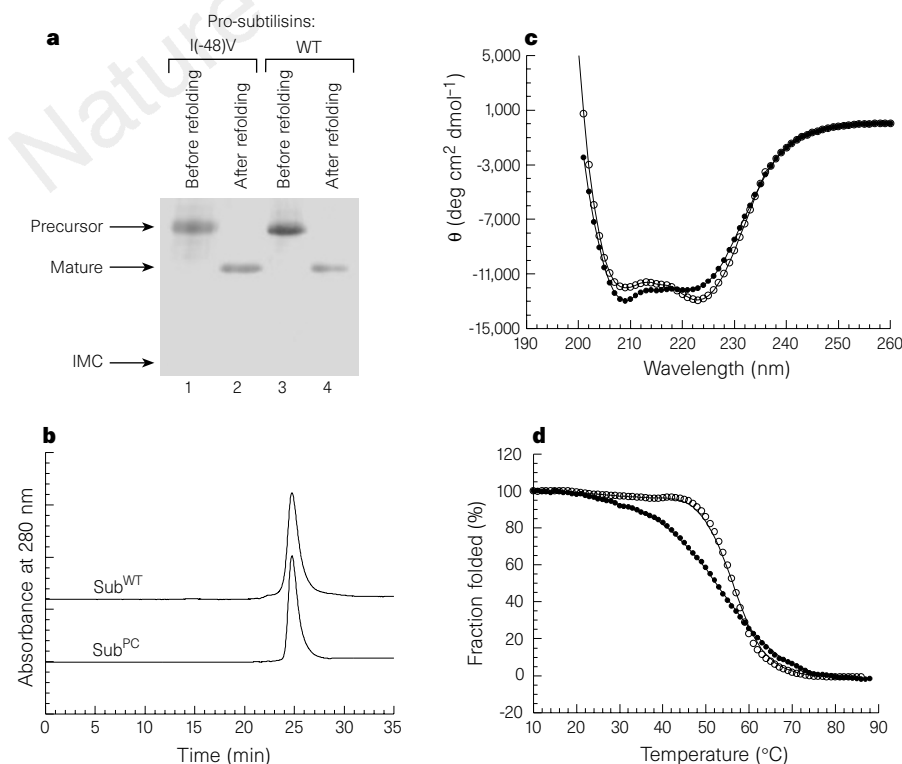 Nature
a
Pro-subtilisins:
I(-48)V WT
Before refolding
After refolding
Before refolding
After refolding
Precursor
Mature
IMC
1 2 3 4
b
Absorbance at 280 nm
Sub^WT
Sub^PC
0 5 10 15 20 25 30 35
Time (min)
c
θ (deg cm² dmol⁻¹)
5,000
1,000
-3,000
-7,000
-11,000
-15,000
190 200 210 220 230 240 250 260
Wavelength (nm)
d
Fraction folded (%)
120
100
80
60
40
20
0
-20
10 20 30 40 50 60 70 80 90
Temperature (°C)